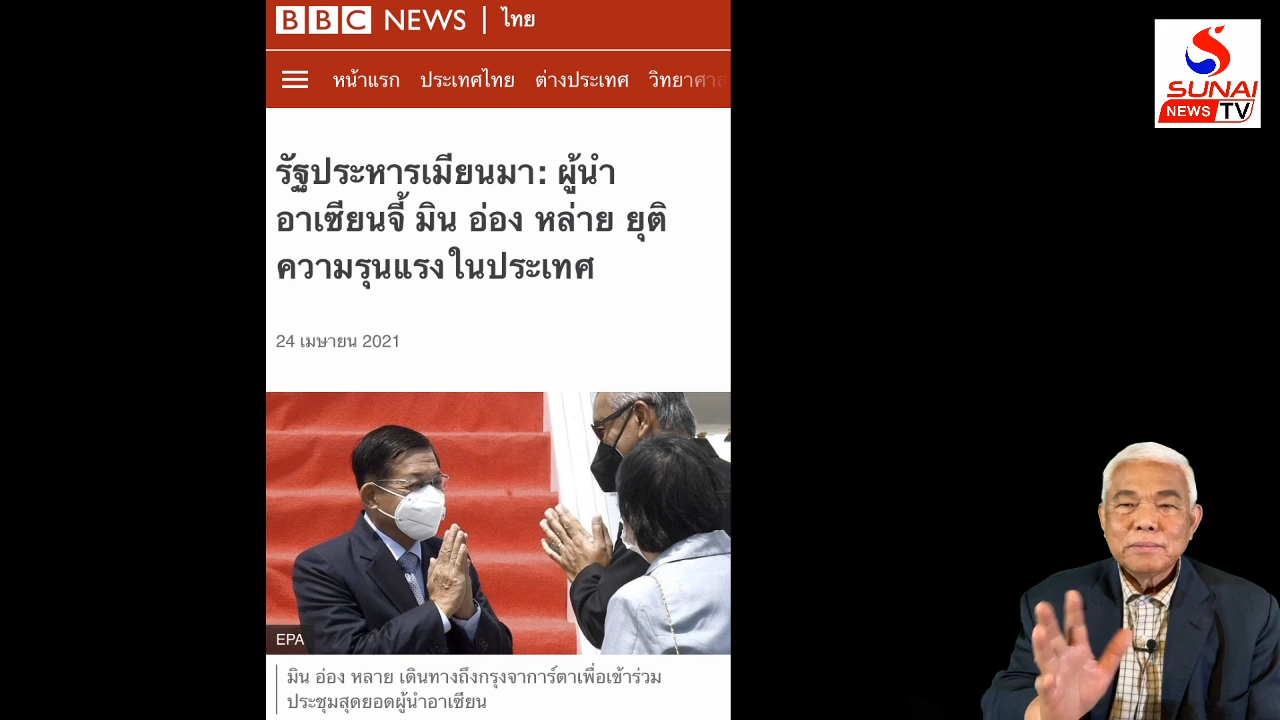 BBC NEWS | ไทย
หน้าแรก ประเทศไทย ต่างประเทศ วิทยาศาส
รัฐประหารเมียนมา: ผู้นำ
อาเซียนจี้ มิน อ่อง หล่าย ยุติ
ความรุนแรงในประเทศ
24 เมษายน 2021
EPA
มิน อ่อง หลาย เดินทางถึงกรุงจาการ์ตาเพื่อเข้าร่วม
ประชุมสุดยอดผู้นำอาเซียน
SUNAI
NEWS TV